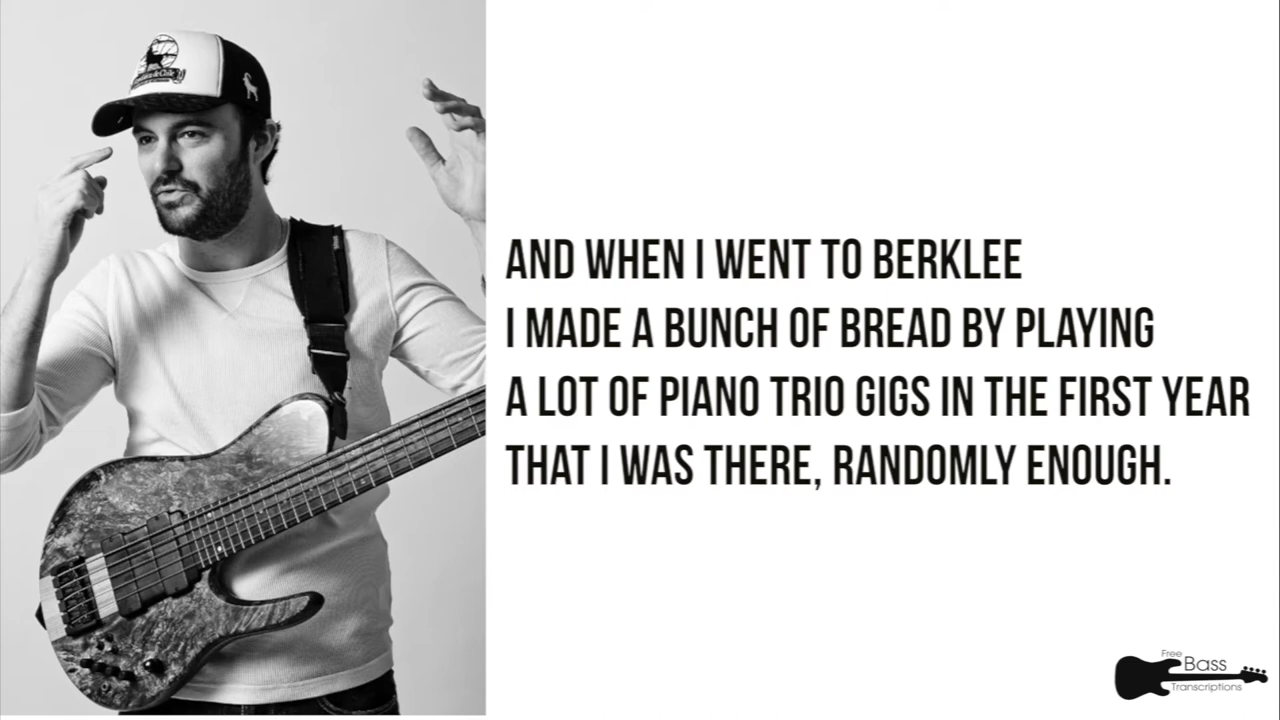 AND WHEN I WENT TO BERKLEE
I MADE A BUNCH OF BREAD BY PLAYING
A LOT OF PIANO TRIO GIGS IN THE FIRST YEAR
THAT I WAS THERE, RANDOMLY ENOUGH.
Free
Bass
Transcriptions